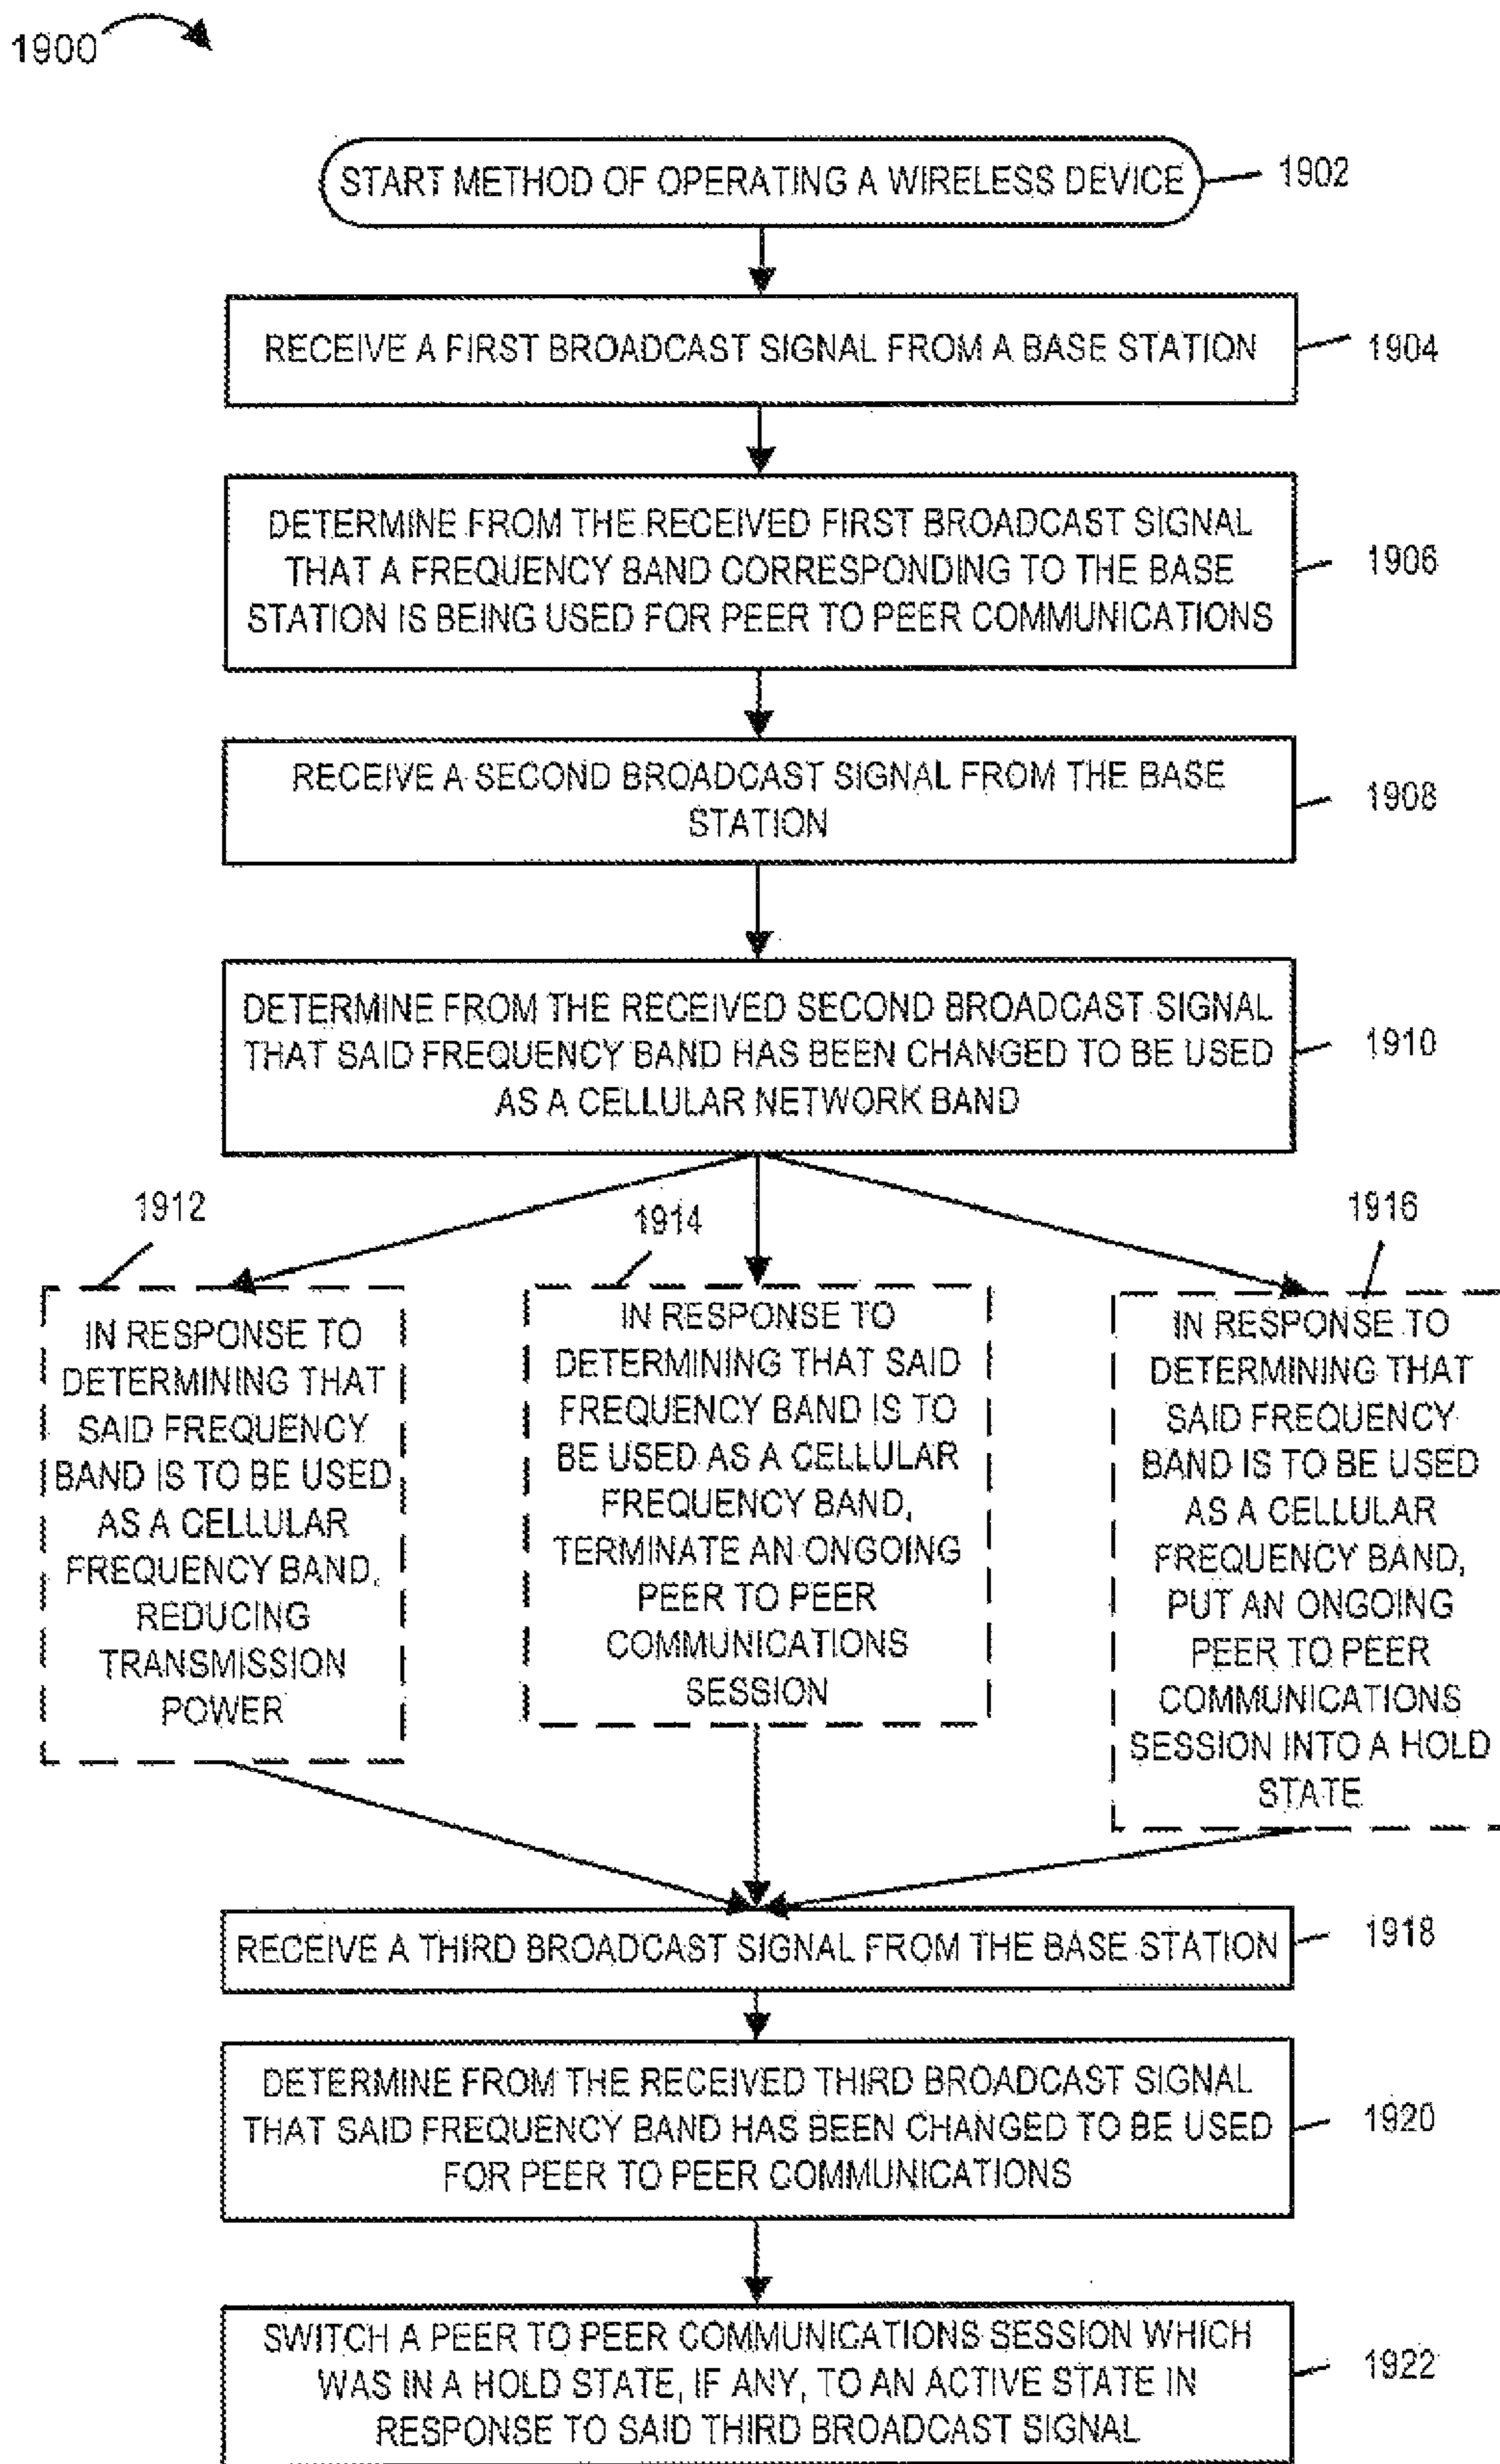 1900
START METHOD OF OPERATING A WIRELESS DEVICE
1902
RECEIVE A FIRST BROADCAST SIGNAL FROM A BASE STATION
1904
DETERMINE FROM THE RECEIVED FIRST BROADCAST SIGNAL
THAT A FREQUENCY BAND CORRESPONDING TO THE BASE
STATION IS BEING USED FOR PEER TO PEER COMMUNICATIONS
1906
RECEIVE A SECOND BROADCAST SIGNAL FROM THE BASE
STATION
1908
DETERMINE FROM THE RECEIVED SECOND BROADCAST SIGNAL
THAT SAID FREQUENCY BAND HAS BEEN CHANGED TO BE USED
AS A CELLULAR NETWORK BAND
1910
1912
IN RESPONSE TO
DETERMINING THAT
SAID FREQUENCY
BAND IS TO BE USED
AS A CELLULAR
FREQUENCY BAND,
REDUCING
TRANSMISSION
POWER
1914
IN RESPONSE TO
DETERMINING THAT SAID
FREQUENCY BAND IS TO
BE USED AS A CELLULAR
FREQUENCY BAND,
TERMINATE AN ONGOING
PEER TO PEER
COMMUNICATIONS
SESSION
1916
IN RESPONSE TO
DETERMINING THAT
SAID FREQUENCY
BAND IS TO BE USED
AS A CELLULAR
FREQUENCY BAND,
PUT AN ONGOING
PEER TO PEER
COMMUNICATIONS
SESSION INTO A HOLD
STATE
RECEIVE A THIRD BROADCAST SIGNAL FROM THE BASE STATION
1918
DETERMINE FROM THE RECEIVED THIRD BROADCAST SIGNAL
THAT SAID FREQUENCY BAND HAS BEEN CHANGED TO BE USED
FOR PEER TO PEER COMMUNICATIONS
1920
SWITCH A PEER TO PEER COMMUNICATIONS SESSION WHICH
WAS IN A HOLD STATE, IF ANY, TO AN ACTIVE STATE IN
RESPONSE TO SAID THIRD BROADCAST SIGNAL
1922